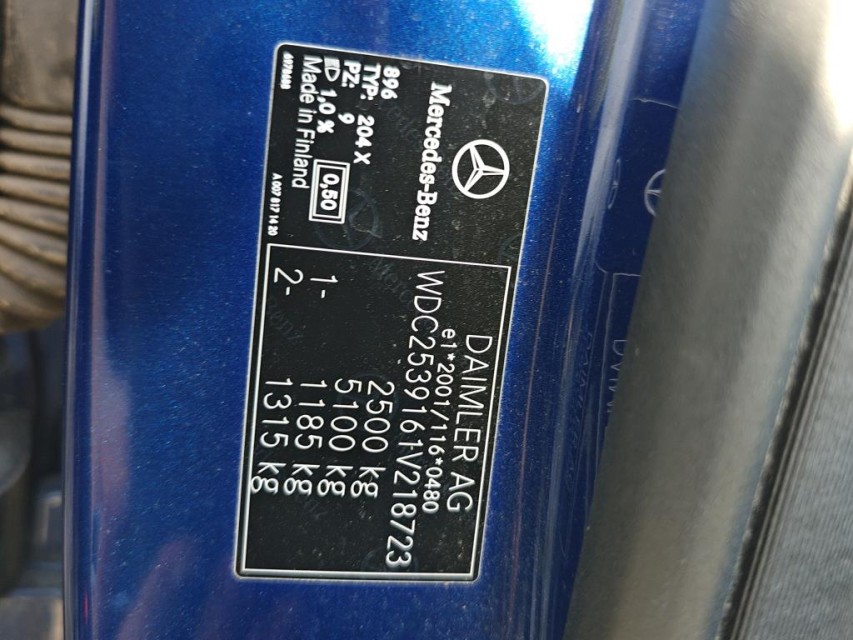 Mercedes-Benz
896
TYP: 204 X
PZ: 9
1,0 %
0,50
Made in Finland
A 007 817 14 20
DAIMLER AG
e1*2001/116*0480
WDC2539161V218723
2500 kg
5100 kg
1- 1185 kg
2- 1315 kg